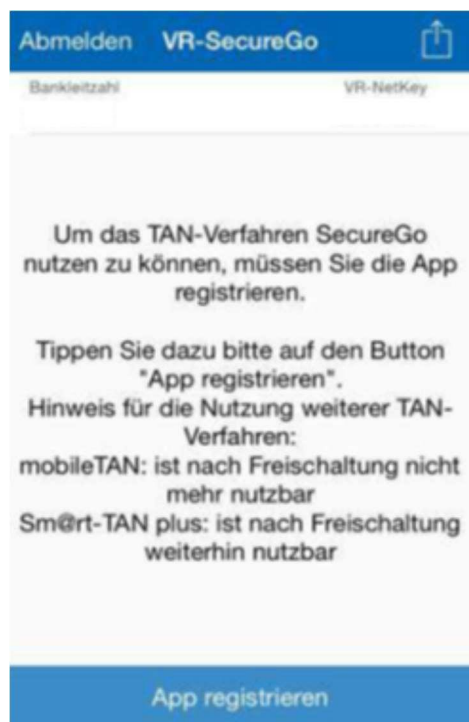 Abmelden VR-SecureGo
Bankleitzahl VR-NetKey
Um das TAN-Verfahren SecureGo
nutzen zu können, müssen Sie die App
registrieren.
Tippen Sie dazu bitte auf den Button
"App registrieren".
Hinweis für die Nutzung weiterer TAN-
Verfahren:
mobileTAN: ist nach Freischaltung nicht
mehr nutzbar
Sm@rt-TAN plus: ist nach Freischaltung
weiterhin nutzbar
App registrieren